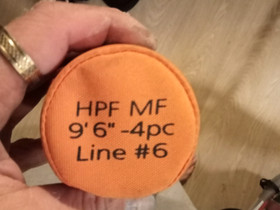 HPF MF
9' 6" -4pc
Line #6